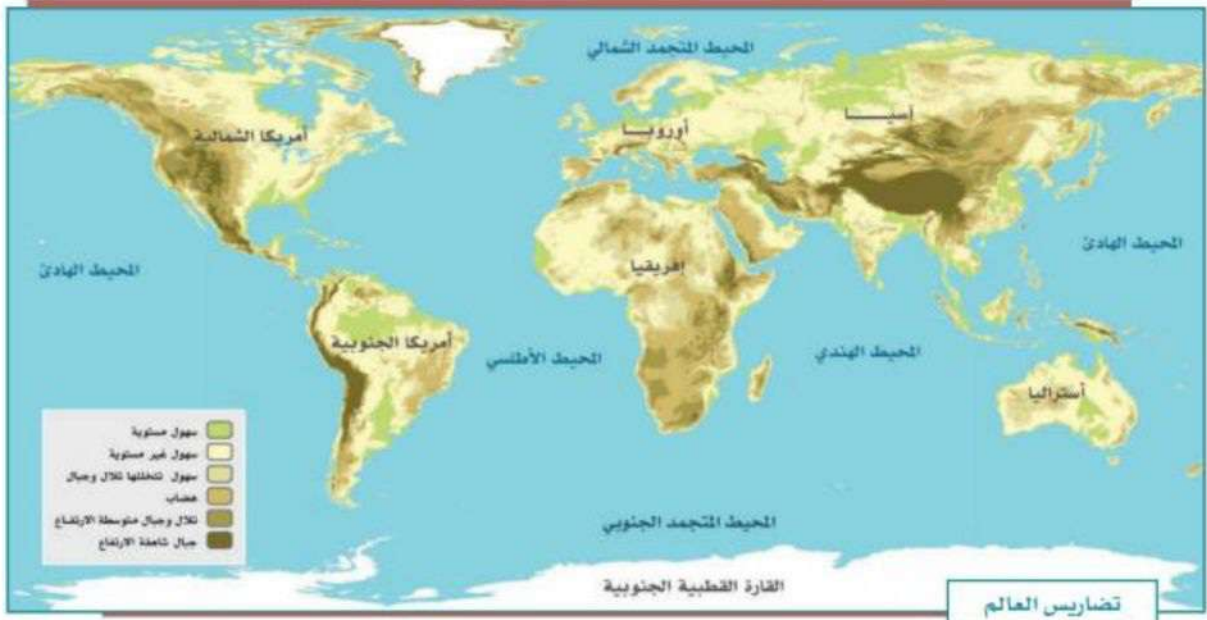 المحيط المتجمد الشمالي
أمريكا الشمالية
أوروبا
آسيا
المحيط الهادئ
المحيط الهادئ
إفريقيا
أمريكا الجنوبية
المحيط الأطلسي
المحيط الهندي
أستراليا
سهول مستوية
سهول غير مستوية
سهول تتخللها تلال وجبال
هضاب
تلال وجبال متوسطة الارتفاع
جبال شاهقة الارتفاع
المحيط المتجمد الجنوبي
القارة القطبية الجنوبية
تضاريس العالم